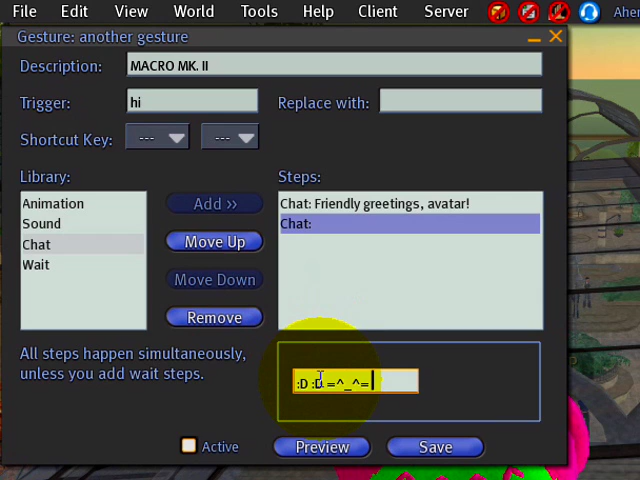 File Edit View World Tools Help Client Server Aher
Gesture: another gesture
Description: MACRO MK. II
Trigger: hi Replace with:
Shortcut Key: --- ---
Library: Steps:
Animation
Sound
Chat
Wait
Add >>
Move Up
Move Down
Remove
Chat: Friendly greetings, avatar!
Chat:
All steps happen simultaneously,
unless you add wait steps.
:D :D =^_^=
Active Preview Save